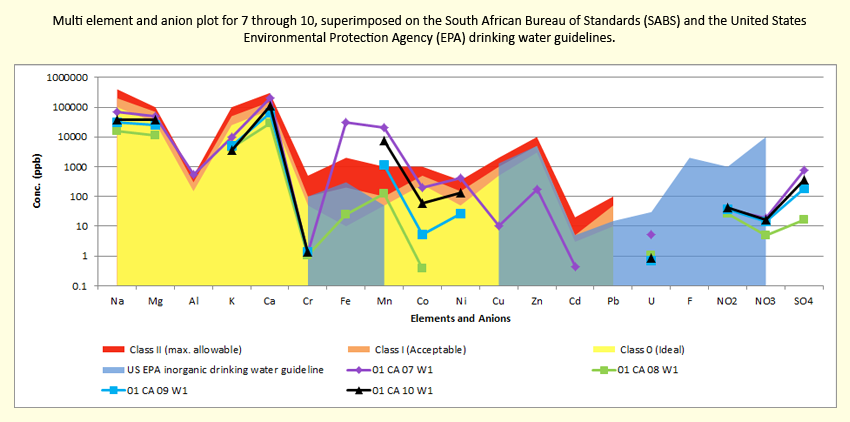 Multi element and anion plot for 7 through 10, superimposed on the South African Bureau of Standards (SABS) and the United States
Environmental Protection Agency (EPA) drinking water guidelines.
1000000
100000
10000
1000
100
10
1
0.1
Conc. (ppb)
Na Mg Al K Ca Cr Fe Mn Co Ni Cu Zn Cd Pb U F NO2 NO3 SO4
Elements and Anions
Class II (max. allowable) Class I (Acceptable) Class 0 (Ideal)
US EPA inorganic drinking water guideline 01 CA 07 W1 01 CA 08 W1
01 CA 09 W1 01 CA 10 W1